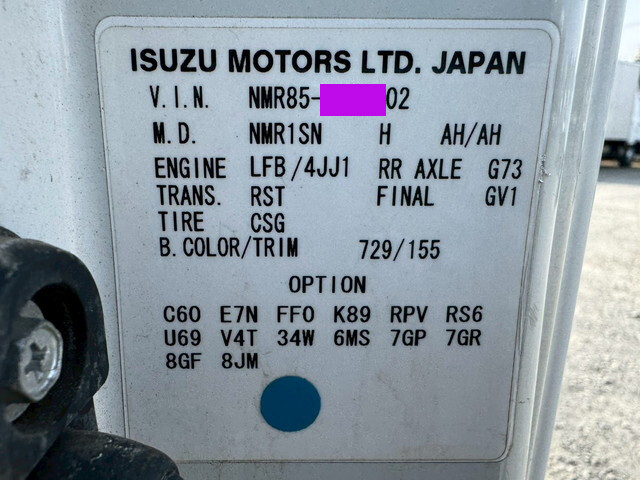 ISUZU MOTORS LTD. JAPAN
V.I.N. NMR85-02
M.D. NMR1SN H AH/AH
ENGINE LFB/4JJ1 RR AXLE G73
TRANS. RST FINAL GV1
TIRE CSG
B.COLOR/TRIM 729/155
OPTION
C60 E7N FF0 K89 RPV RS6
U69 V4T 34W 6MS 7GP 7GR
8GF 8JM